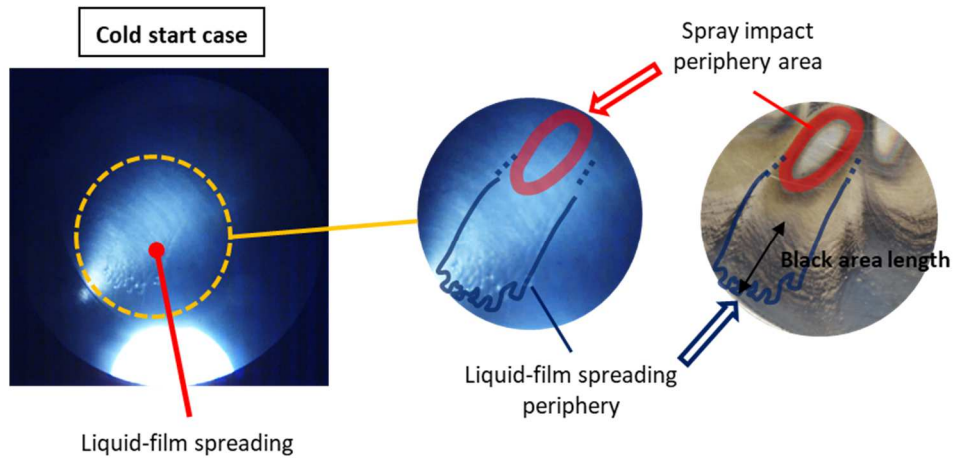 Cold start case
Spray impact
periphery area
Black area length
Liquid-film spreading
periphery
Liquid-film spreading